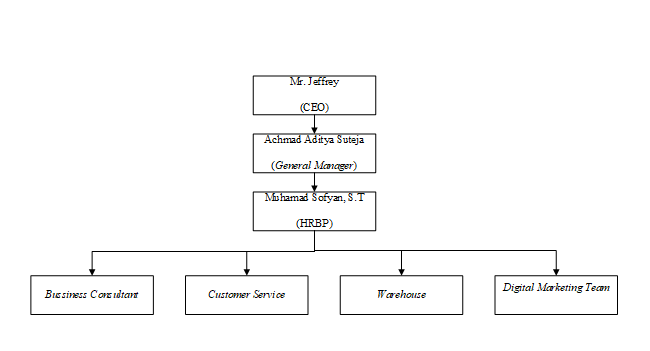 Mr. Jeffrey
(CEO)
Achmad Aditya Suteja
(General Manager)
Muhamad Sofyan, S.T
(HRBP)
Bussiness Consultant
Customer Service
Warehouse
Digital Marketing Team